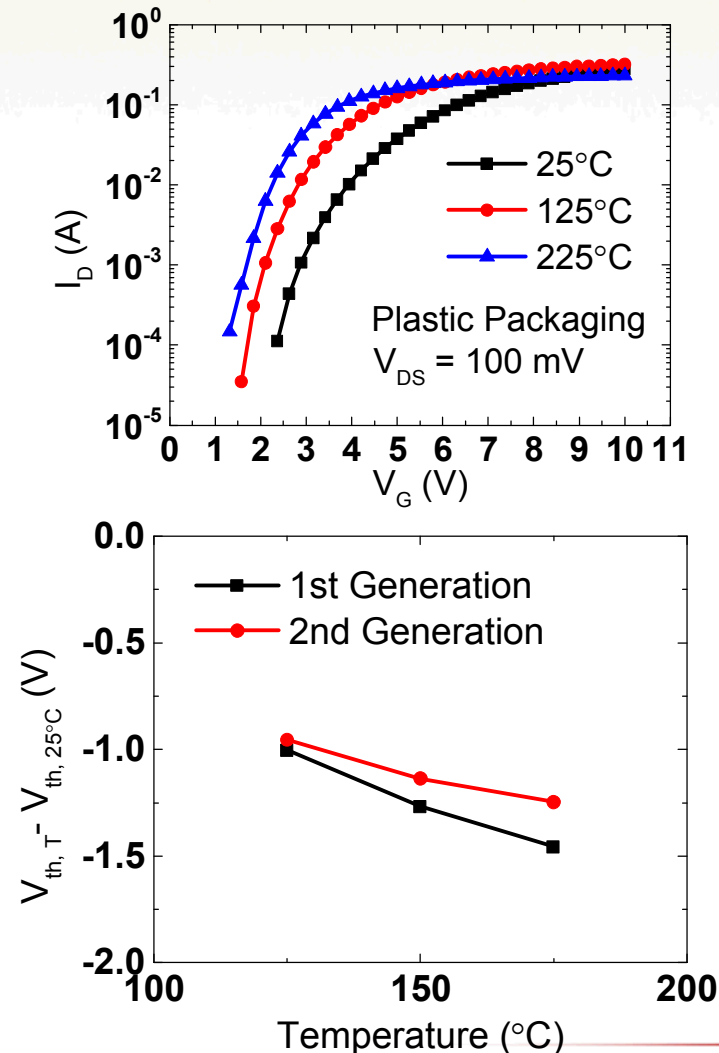 10⁰
10⁻¹
10⁻²
10⁻³
10⁻⁴
10⁻⁵
I_D (A)
25°C
125°C
225°C
Plastic Packaging
V_DS = 100 mV
0 1 2 3 4 5 6 7 8 9 10 11
V_G (V)
0.0
-0.5
-1.0
-1.5
-2.0
V_th, T- V_th, 25°C (V)
1st Generation
2nd Generation
100 150 200
Temperature (°C)